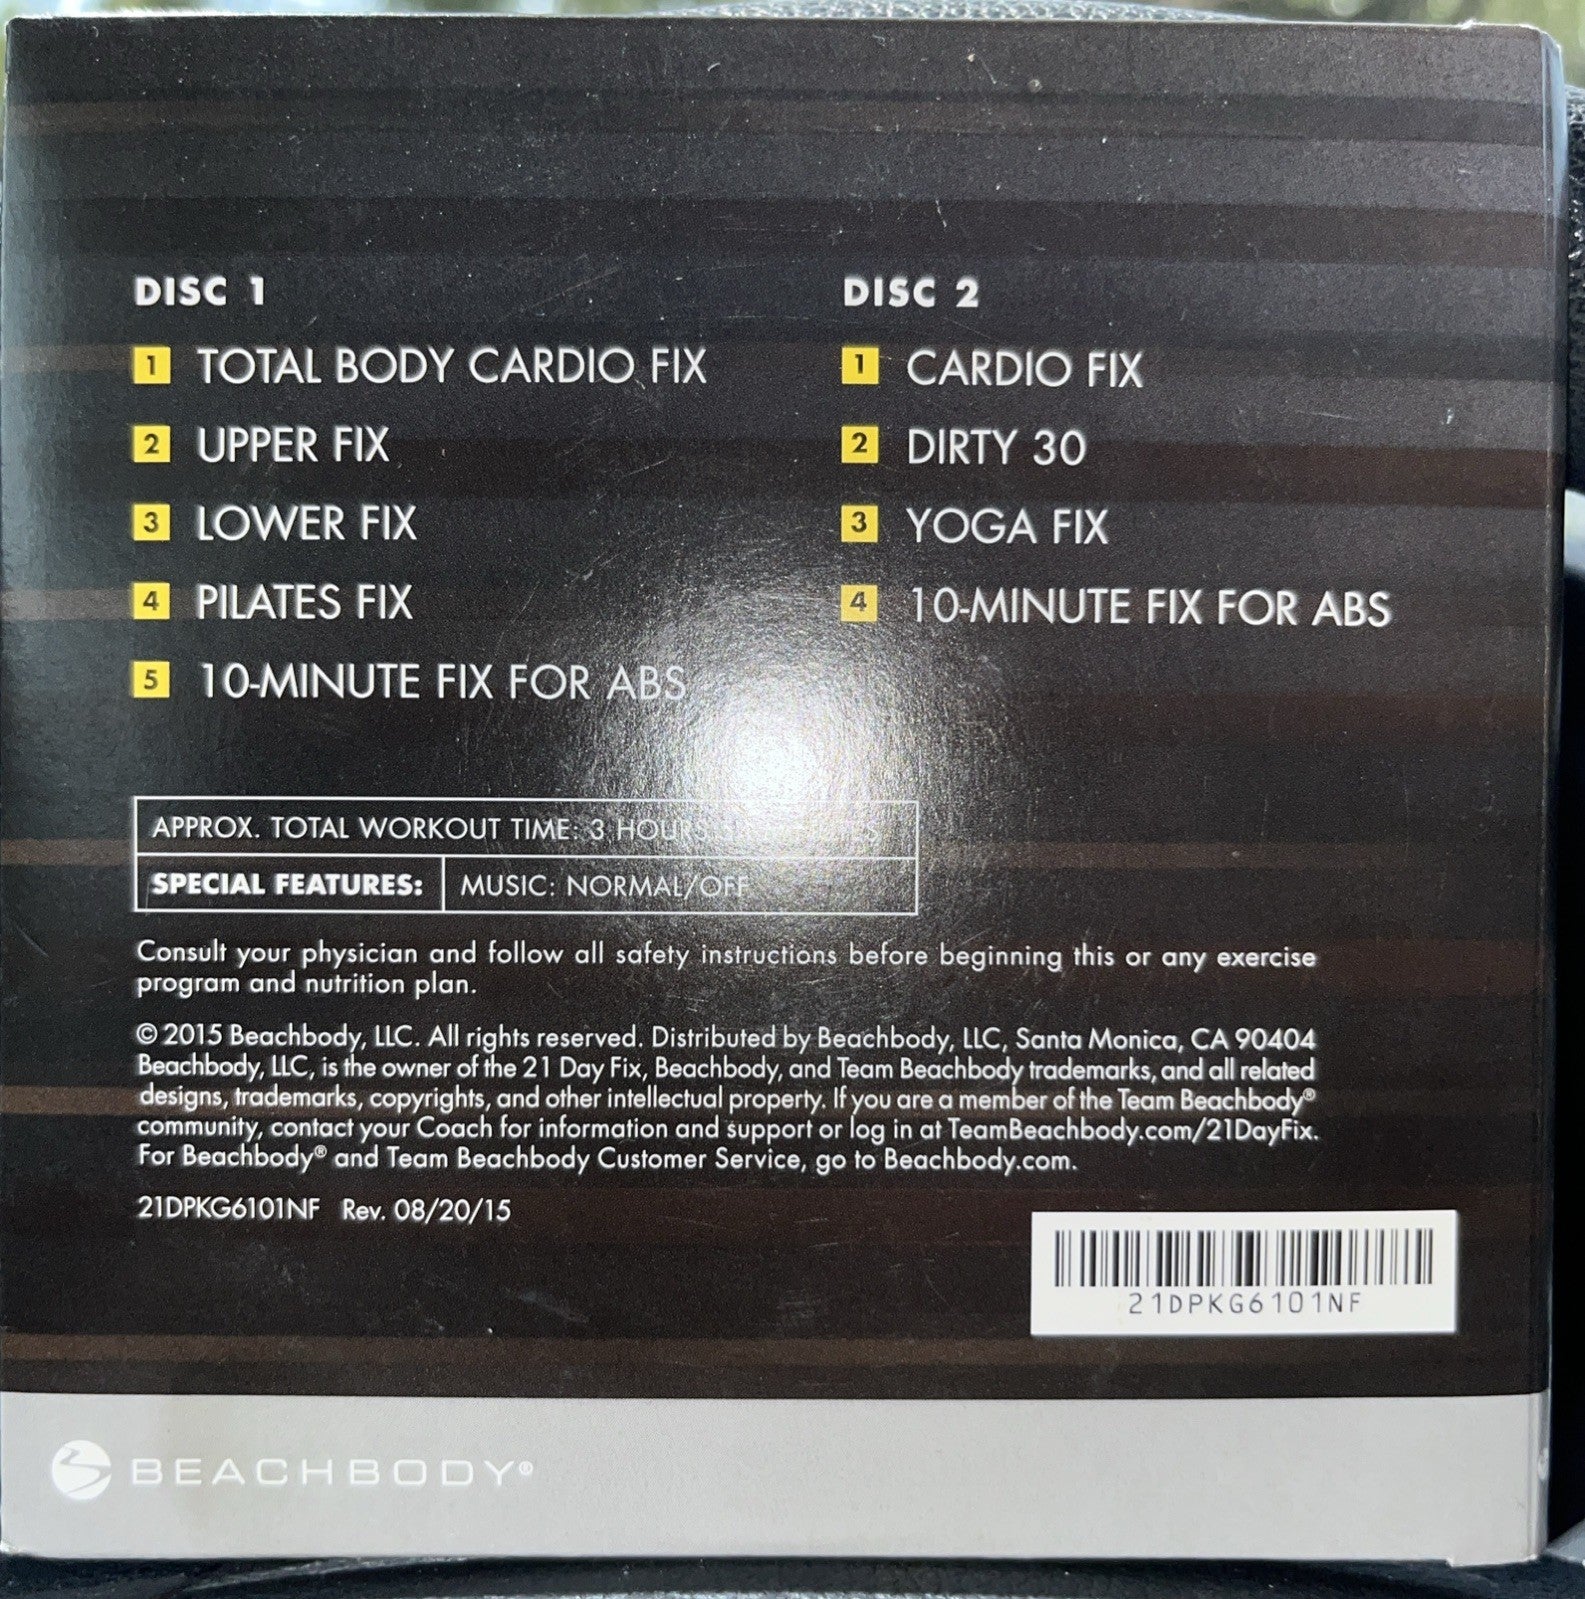 DISC 1
1 TOTAL BODY CARDIO FIX
2 UPPER FIX
3 LOWER FIX
4 PILATES FIX
5 10-MINUTE FIX FOR ABS
DISC 2
1 CARDIO FIX
2 DIRTY 30
3 YOGA FIX
4 10-MINUTE FIX FOR ABS
APPROX. TOTAL WORKOUT TIME: 3 HOURS
SPECIAL FEATURES: MUSIC: NORMAL/OFF
Consult your physician and follow all safety instructions before beginning this or any exercise
program and nutrition plan.
© 2015 Beachbody, LLC. All rights reserved. Distributed by Beachbody, LLC, Santa Monica, CA 90404
Beachbody, LLC, is the owner of the 21 Day Fix, Beachbody, and Team Beachbody trademarks, and all related
designs, trademarks, copyrights, and other intellectual property. If you are a member of the Team Beachbody®
community, contact your Coach for information and support or log in at TeamBeachbody.com/21DayFix.
For Beachbody® and Team Beachbody Customer Service, go to Beachbody.com.
21DPKG6101NF Rev. 08/20/15
21DPKG6101NF
BEACHBODY®